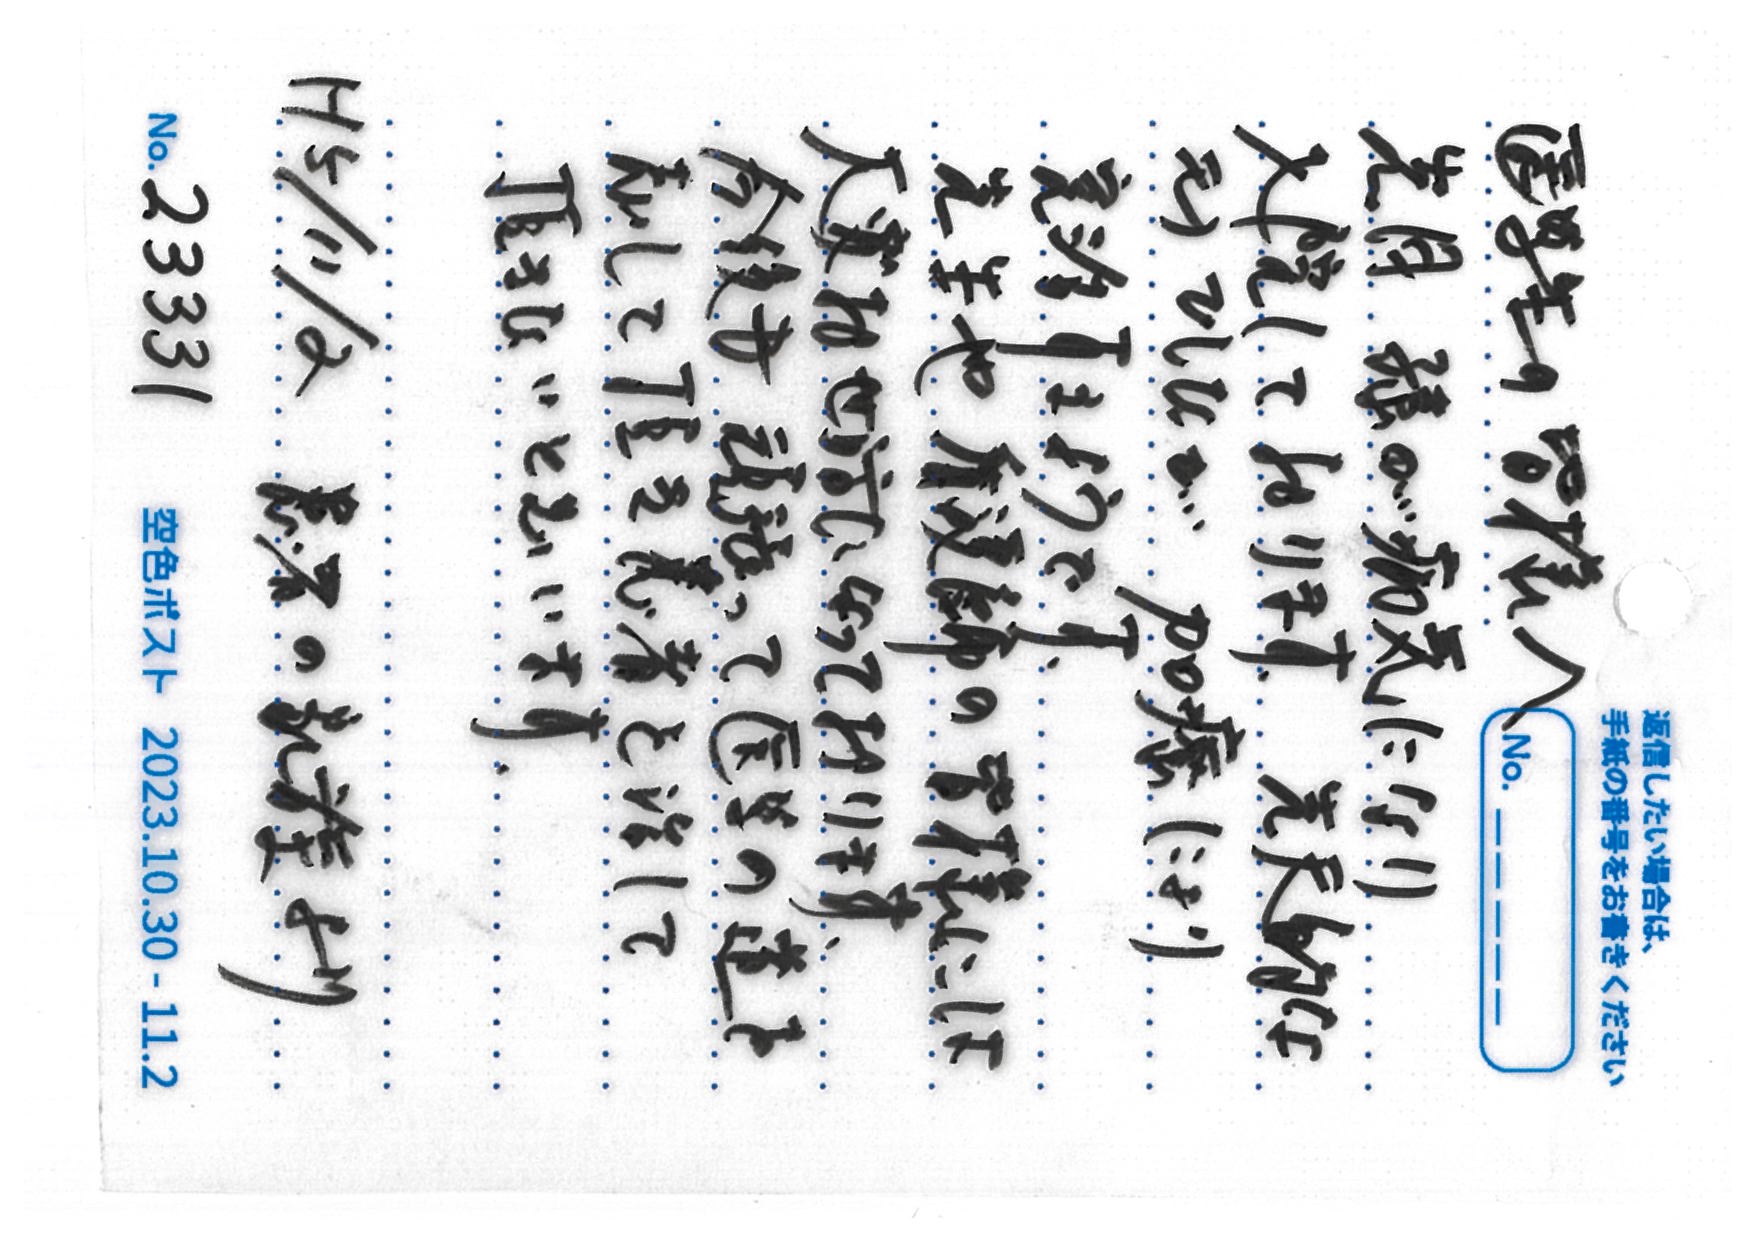 返信したい場合は、
手紙の番号をお書きください
No. _ _ _ _ _
医学生の皆様へ
先月 孫が病気になり
入院しております。先天的な
モノでしたが 加療により
完治するようです。
先生や看護師の皆様には
大変お世話になっております。
今後も頑張って医学の道を
志して頂き患者を治して
頂きたいと思います。
H5/11/2 患者の家族より
No. 23331
空色ポスト 2023.10.30 - 11.2